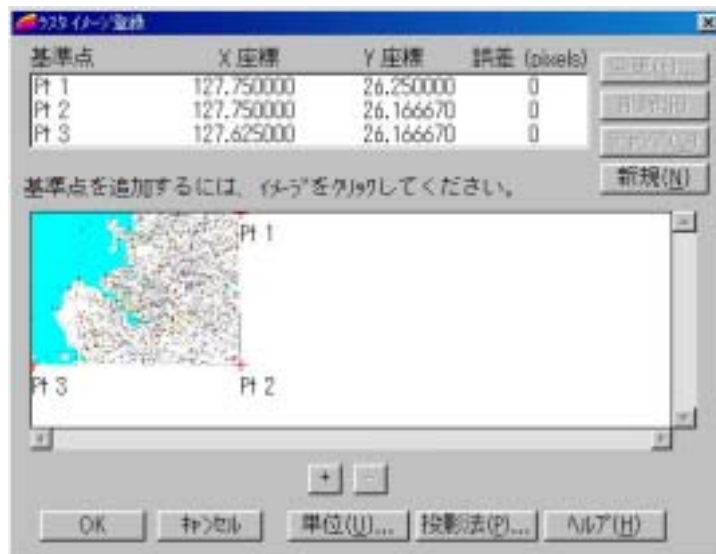 ラスタ イメージ登録
基準点 X 座標 Y 座標 誤差 (pixels)
Pt 1 127.750000 26.250000 0
Pt 2 127.750000 26.166670 0
Pt 3 127.625000 26.166670 0
新規(N)
基準点を追加するには、イメージをクリックしてください。
Pt 1
Pt 3 Pt 2
+ -
OK キャンセル 単位(U)... 投影法(P)... ヘルプ(H)